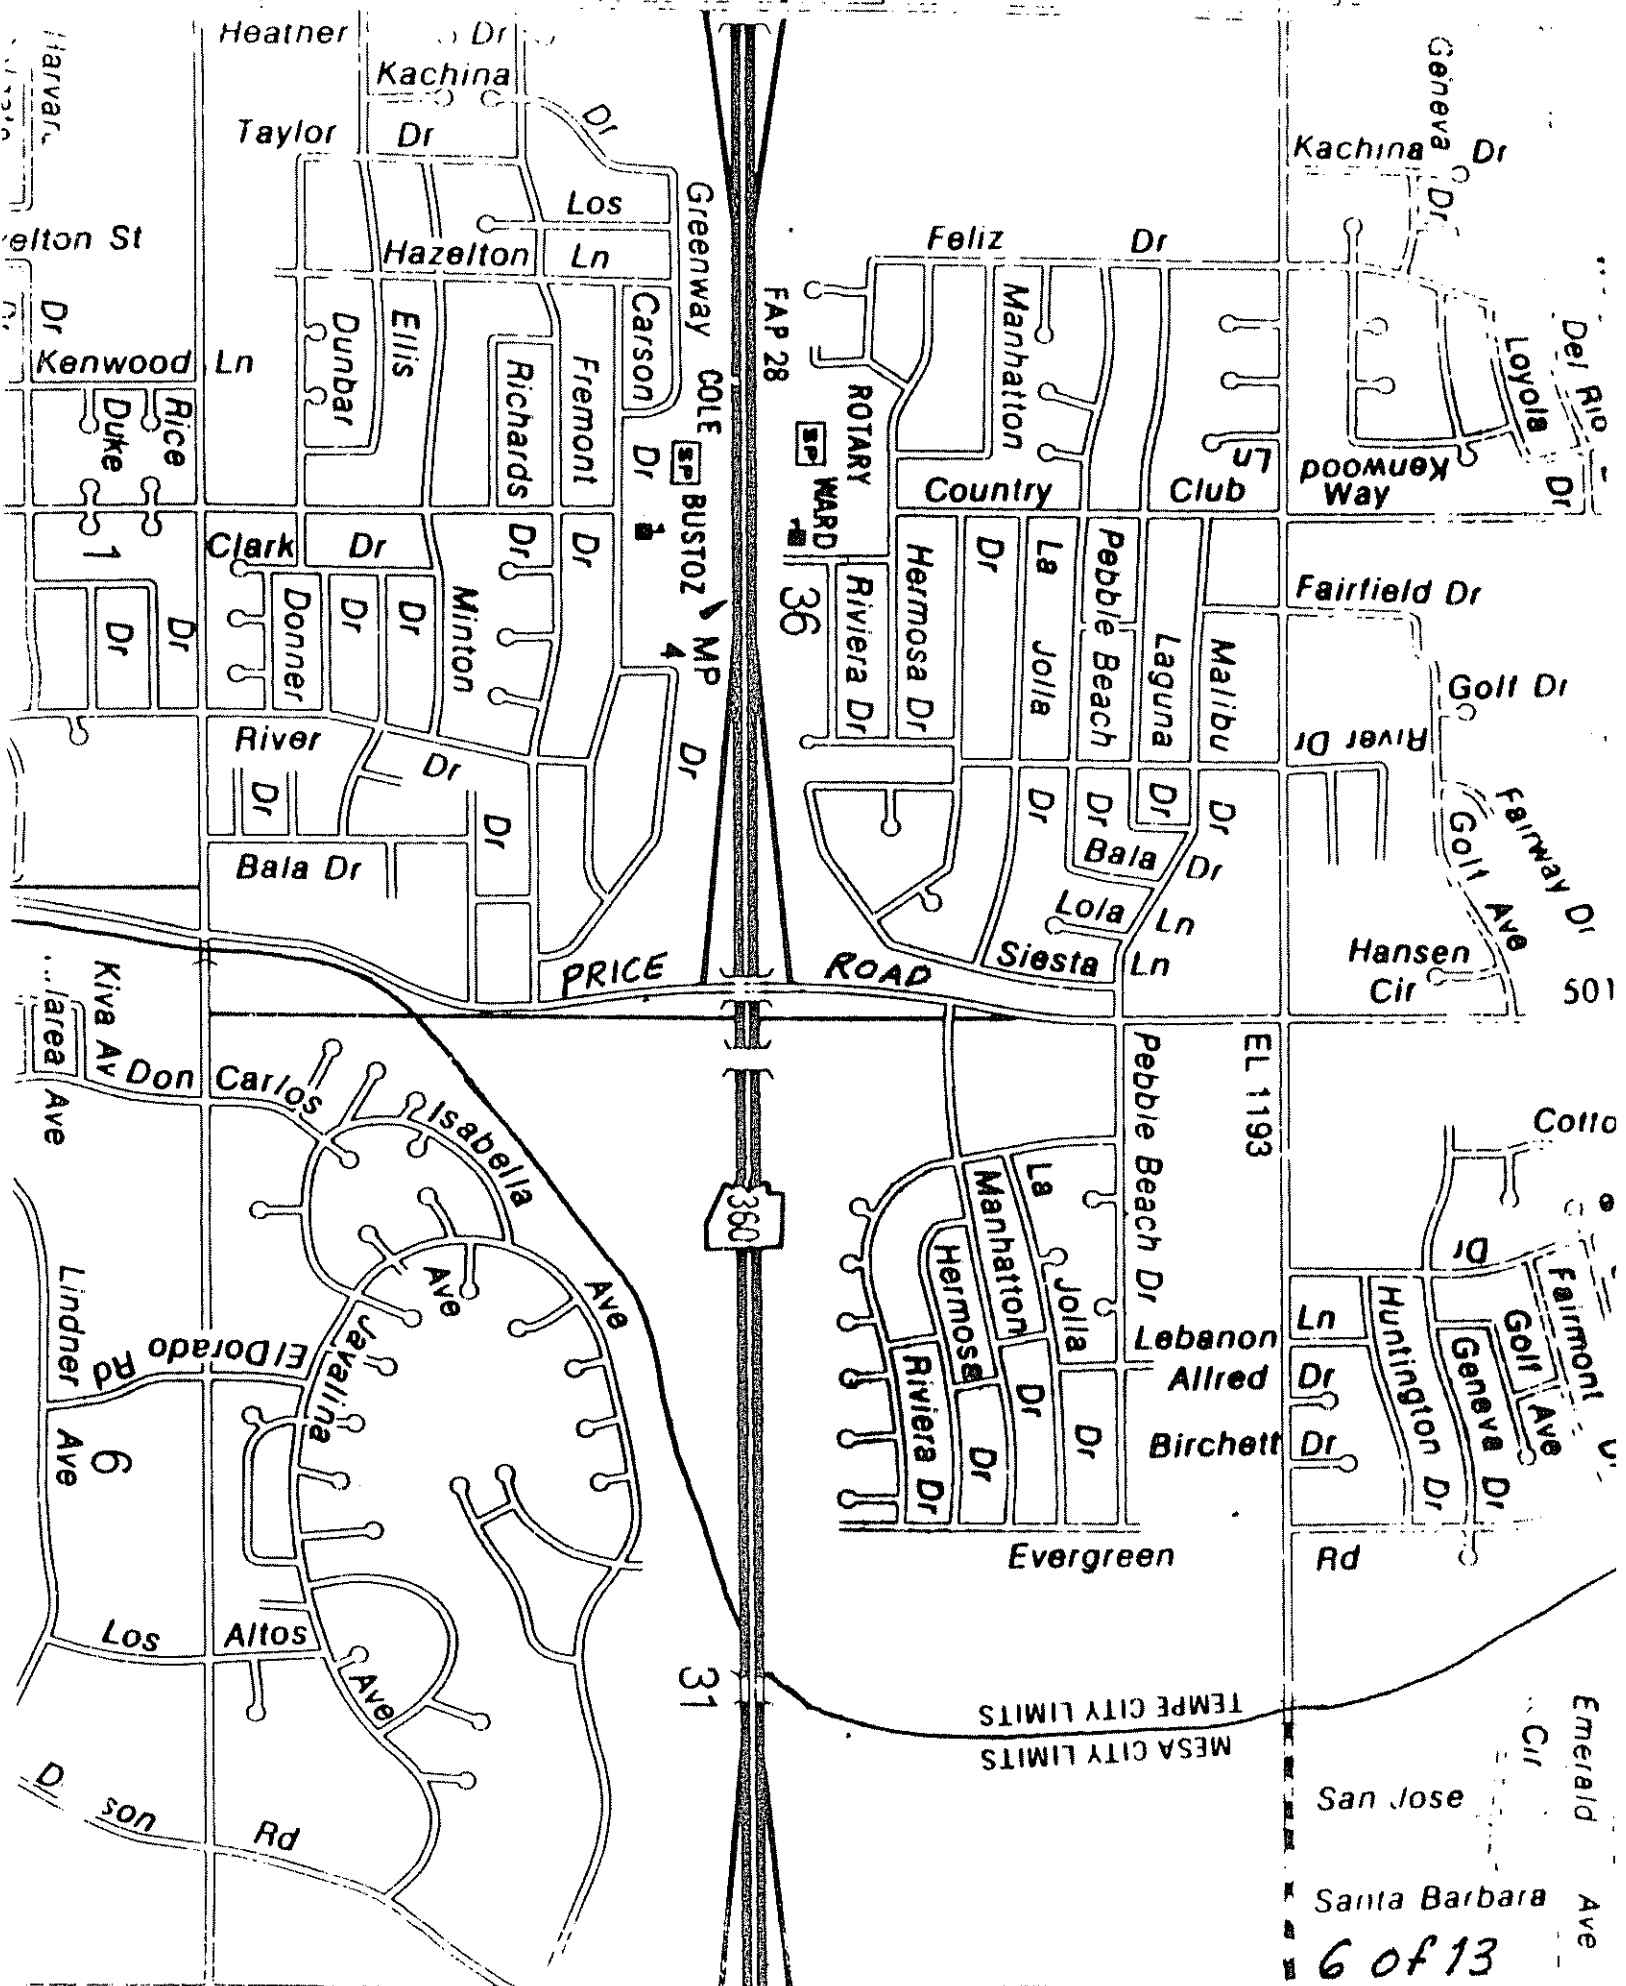 Heatner
Dr
Kachina
Dr
Taylor Dr
Los
Hazelton Ln
elton St
Dr
Kenwood Ln
Rice
Duke
Dunbar
Ellis
Richards
Fremont
Carson
Dr
Greenway
COLE
SP
BUSTOZ
MP
4
Dr
FAP 28
ROTARY
SP
WARD
36
Geneva
Dr
Kachina Dr
Feliz Dr
Manhatton
Loyola
Del Rio
Dr
Ln
Kenwood
Way
Country Club
Clark Dr
1
Dr
Dr
Donner
Dr
Dr
Minton
Dr
Dr
Riviera Dr
Hermosa Dr
Dr
La Jolla
Pebble Beach
Laguna
Malibu
Fairfield Dr
Golf Dr
River Dr
River
Dr
Dr
Dr
Dr
Dr
Dr
Dr
Bala Dr
Bala Dr
Lola Ln
Siesta Ln
Golf Ave
Fairway Dr
Hansen
Cir
501
PRICE ROAD
Kiva Av
area Ave
Don Carlos
Isabella
Ave
Ave
EL 1193
Pebble Beach Dr
360
La Jolla
Manhatton
Hermosa
Riviera Dr
Dr
Dr
Dr
Dr
Lebanon Ln
Allred Dr
Birchett Dr
Huntington Dr
Geneva Dr
Golf Ave
Fairmont
Lindner Ave
El Dorado Rd
Javalina
6
Evergreen Rd
Los Altos
Ave
31
TEMPE CITY LIMITS
MESA CITY LIMITS
Emerald Ave
Cir
San Jose
Santa Barbara
son Rd
6 of 13